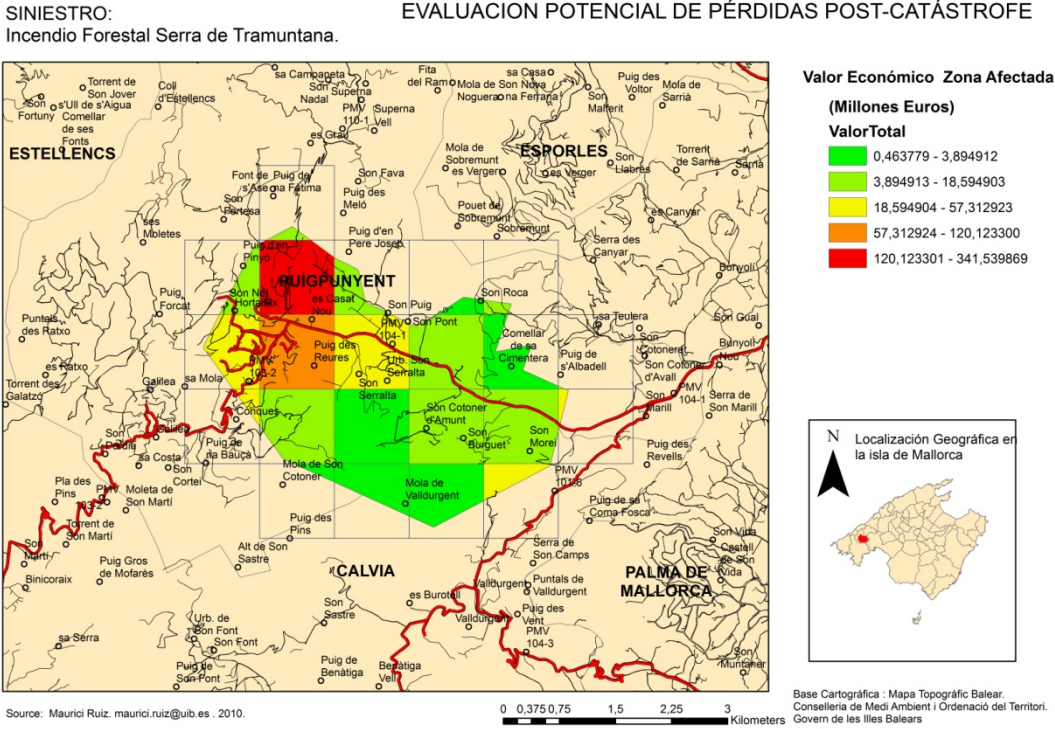 SINIESTRO:
EVALUACION POTENCIAL DE PÉRDIDAS POST-CATÁSTROFE
Incendio Forestal Serra de Tramuntana.
Torrent de
Son Jover
Coll
d'Estellencs
Son
Fortuny
s'Ull de s'Aigua
Comellar
de ses
Fonts
ESTELLENCS
sa Campaneta
Son
Nadal
Superna
PMV
110-1
Superna
Vell
es Grau
Fita
del Ram
Mola de Son
Noguera
sa Casa
Son Nova
na Ferrana
Son
Malferit
Puig des
Voltor
Mola de
Sarrià
Mola de
Sobremunt
es Vergero
ESPORLES
es Verger
Son
Llabrés
Torrent
de Sarrià
Sarrià
Font de
s'Ase
Puig de
na Fàtima
Son Fava
Puig des
Meló
Son
Fortesa
Pouet de
Sobremunt
Sobremunt
es Canyar
ses
Mbletes
Puig d'en
Pinyó
Puig d'en
Pere Josep
Serra des
Canyar
Bunyolí
PUIGPUNYENT
Puig
Forcat
Son Net
es Casat
Nou
Son Puig
Son Roca
Puntals
des Ratxo
PMV
104-1
Son Pont
Comellar
de sa
Cimentera
sa Teulera
Son Gual
Puig des
Reures
Son
Cotoneret
Bunyolí
Nou
es Ratxo
Urb. Son
Serralta
Puig de
s'Albadell
Son Cotoner
d'Avall
Torrent des
Galatzó
Galilea
sa Mola
PMV
103-2
Son
Serralta
PMV
104-1
Serra de
Son Marill
Conques
Son Cotoner
d'Amunt
Son
Marill
Galilea
Son
Burguet
Son
Morei
sa Costa
Puig de
na Bauçà
Puig des
Revells
Son
Cortei
Mola de Son
Cotoner
Pla des
Pins
PMV
103-2
Moleta de
Son Martí
Mola de
Valldurgent
Puig de sa
Coma Fosca
Torrent de
Son Martí
Puig des
Pins
Son Vida
Son
Martí
Alt de Son
Sastre
Serra de
Son Camps
Castell
de Son
Vida
Binicoraix
Puig Gros
de Mofarès
CALVIA
Valldurgent
Puntals de
Valldurgent
PALMA DE
MALLORCA
Son
Sastre
es Burotell
Puig des
Vent
Urb. de
Son Font
Valldurgent
PMV
104-3
sa Serra
Son Font
Puig de
Son Font
Puig de
Benàtiga
Benàtiga
Vell
Son
Muntaner
Valor Económico Zona Afectada
(Millones Euros)
ValorTotal
0,463779 - 3,894912
3,894913 - 18,594903
18,594904 - 57,312923
57,312924 - 120,123300
120,123301 - 341,539869
N
Localización Geográfica en
la isla de Mallorca
Source: Maurici Ruiz. maurici.ruiz@uib.es . 2010.
0 0,375 0,75 1,5 2,25 3
Kilometers
Base Cartográfica : Mapa Topogràfic Balear.
Conselleria de Medi Ambient i Ordenació del Territori.
Govern de les Illes Balears